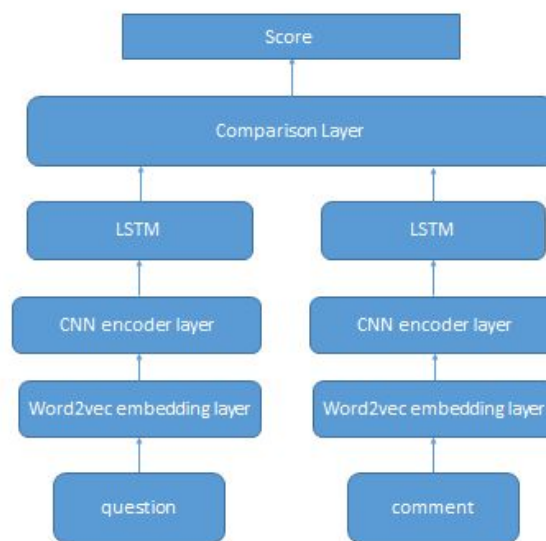 Score
Comparison Layer
LSTM
LSTM
CNN encoder layer
CNN encoder layer
Word2vec embedding layer
Word2vec embedding layer
question
comment